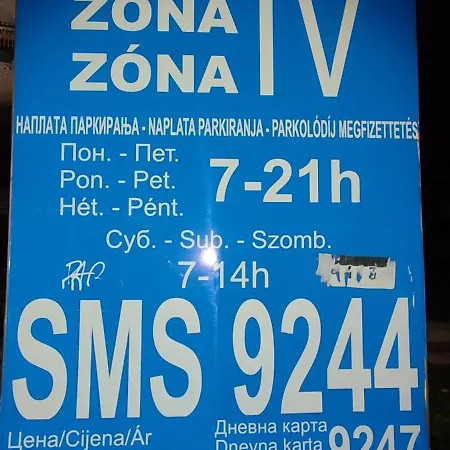 ZONA IV
ZÓNA
НАПЛАТА ПАРКИРАЊА - NAPLATA PARKIRANJA - PARKOLÓDÍJ MEGFIZETTETÉS
Пон. - Пет.
Pon. - Pet. 7-21h
Hét. - Pént.
Суб. - Sub. - Szomb.
7-14h
SMS 9244
Цена/Cijena/Ár
Дневна карта
Dnevna karta 9247